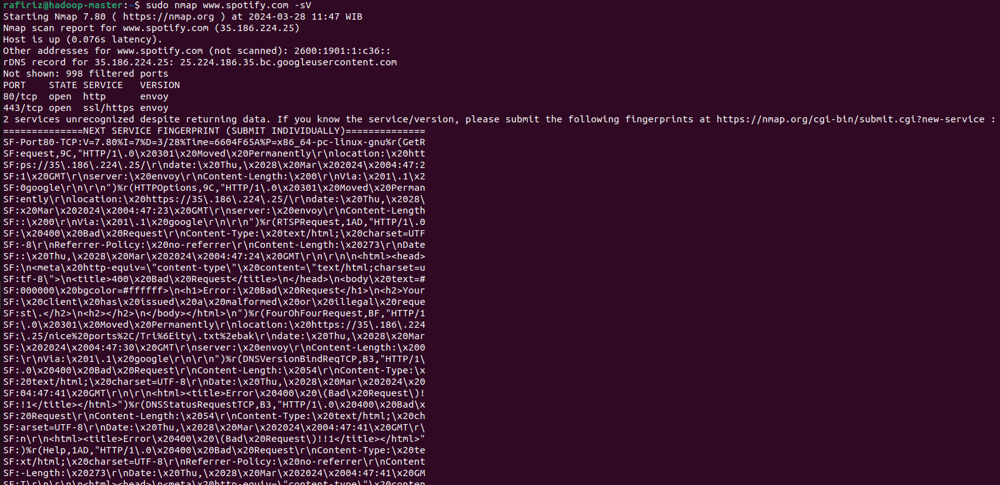 rafiriz@hadoop-master:~$ sudo nmap www.spotify.com -sV
Starting Nmap 7.80 ( https://nmap.org ) at 2024-03-28 11:47 WIB
Nmap scan report for www.spotify.com (35.186.224.25)
Host is up (0.076s latency).
Other addresses for www.spotify.com (not scanned): 2600:1901:1:c36::
rDNS record for 35.186.224.25: 25.224.186.35.bc.googleusercontent.com
Not shown: 998 filtered ports
PORT    STATE SERVICE   VERSION
80/tcp  open  http      envoy
443/tcp open  ssl/https envoy
2 services unrecognized despite returning data. If you know the service/version, please submit the following fingerprints at https://nmap.org/cgi-bin/submit.cgi?new-service :
==============NEXT SERVICE FINGERPRINT (SUBMIT INDIVIDUALLY)==============
SF-Port80-TCP:V=7.80%I=7%D=3/28%Time=6604F65A%P=x86_64-pc-linux-gnu%r(GetR
SF:equest,9C,"HTTP/1\.0\x20301\x20Moved\x20Permanently\r\nlocation:\x20htt
SF:ps://35\.186\.224\.25/\r\ndate:\x20Thu,\x2028\x20Mar\x202024\x2004:47:2
SF:1\x20GMT\r\nserver:\x20envoy\r\nContent-Length:\x200\r\nVia:\x201\.1\x2
SF:0google\r\n\r\n")%r(HTTPOptions,9C,"HTTP/1\.0\x20301\x20Moved\x20Perman
SF:ently\r\nlocation:\x20https://35\.186\.224\.25/\r\ndate:\x20Thu,\x2028\
SF:x20Mar\x202024\x2004:47:23\x20GMT\r\nserver:\x20envoy\r\nContent-Length
SF::\x200\r\nVia:\x201\.1\x20google\r\n\r\n")%r(RTSPRequest,1AD,"HTTP/1\.0
SF:\x20400\x20Bad\x20Request\r\nContent-Type:\x20text/html;\x20charset=UTF
SF:-8\r\nReferrer-Policy:\x20no-referrer\r\nContent-Length:\x20273\r\nDate
SF::\x20Thu,\x2028\x20Mar\x202024\x2004:47:24\x20GMT\r\n\r\n\n<html><head>
SF:\n<meta\x20http-equiv=\"content-type\"\x20content=\"text/html;charset=u
SF:tf-8\">\n<title>400\x20Bad\x20Request</title>\n</head>\n<body\x20text=#
SF:000000\x20bgcolor=#ffffff>\n<h1>Error:\x20Bad\x20Request</h1>\n<h2>Your
SF:\x20client\x20has\x20issued\x20a\x20malformed\x20or\x20illegal\x20reque
SF:st\.</h2>\n<h2></h2>\n</body></html>\n")%r(FourOhFourRequest,BF,"HTTP/1
SF:\.0\x20301\x20Moved\x20Permanently\r\nlocation:\x20https://35\.186\.224
SF:\.25/nice%20ports%2C/Tri%6Eity\.txt%2ebak\r\ndate:\x20Thu,\x2028\x20Mar
SF:\x202024\x2004:47:30\x20GMT\r\nserver:\x20envoy\r\nContent-Length:\x200
SF:\r\nVia:\x201\.1\x20google\r\n\r\n")%r(DNSVersionBindReqTCP,B3,"HTTP/1\
SF:.0\x20400\x20Bad\x20Request\r\nContent-Length:\x2054\r\nContent-Type:\x
SF:20text/html;\x20charset=UTF-8\r\nDate:\x20Thu,\x2028\x20Mar\x202024\x20
SF:04:47:41\x20GMT\r\n\r\n<html><title>Error\x20400\x20\(Bad\x20Request\)!
SF:!1</title></html>")%r(DNSStatusRequestTCP,B3,"HTTP/1\.0\x20400\x20Bad\x
SF:20Request\r\nContent-Length:\x2054\r\nContent-Type:\x20text/html;\x20ch
SF:arset=UTF-8\r\nDate:\x20Thu,\x2028\x20Mar\x202024\x2004:47:41\x20GMT\r\
SF:n\r\n<html><title>Error\x20400\x20\(Bad\x20Request\)!!1</title></html>"
SF:)%r(Help,1AD,"HTTP/1\.0\x20400\x20Bad\x20Request\r\nContent-Type:\x20te
SF:xt/html;\x20charset=UTF-8\r\nReferrer-Policy:\x20no-referrer\r\nContent
SF:-Length:\x20273\r\nDate:\x20Thu,\x2028\x20Mar\x202024\x2004:47:41\x20GM
SF:T\r\n\r\n\n<html><head>\n<meta\x20http-equiv=\"content-type\"\x20conten